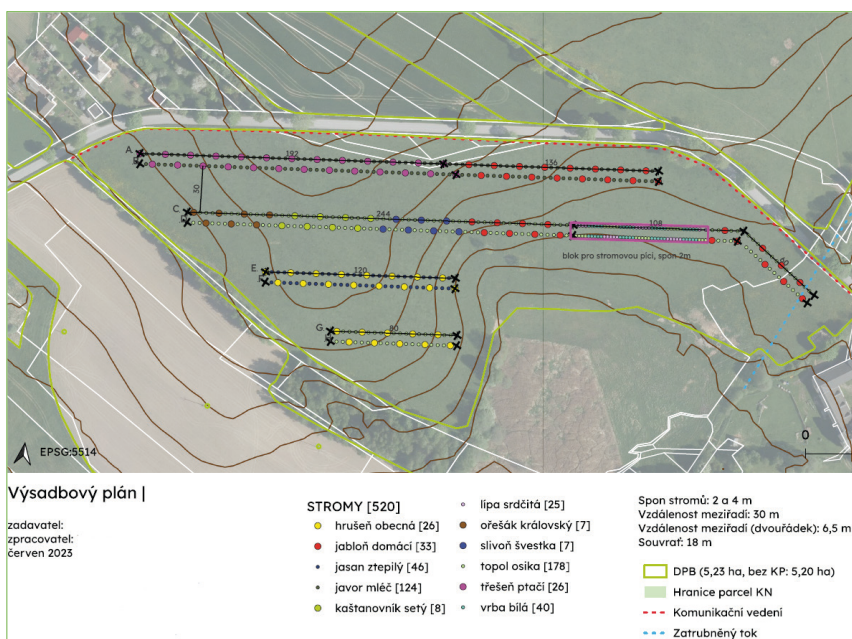 A
192
136
30
C
244
108
60
blok pro stromovou píci, spon 2m
E
120
G
80
EPSG:5514
0
Výsadbový plán |
zadavatel:
zpracovatel:
červen 2023
STROMY [520]
hrušeň obecná [26]
jabloň domácí [33]
jasan ztepilý [46]
javor mléč [124]
kaštanovník setý [8]
lípa srdčitá [25]
ořešák královský [7]
slivoň švestka [7]
topol osika [178]
třešeň ptačí [26]
vrba bílá [40]
Spon stromů: 2 a 4 m
Vzdálenost meziřadí: 30 m
Vzdálenost meziřadí (dvouřádek): 6,5 m
Souvrať: 18 m
DPB (5,23 ha, bez KP: 5,20 ha)
Hranice parcel KN
Komunikační vedení
Zatrubněný tok